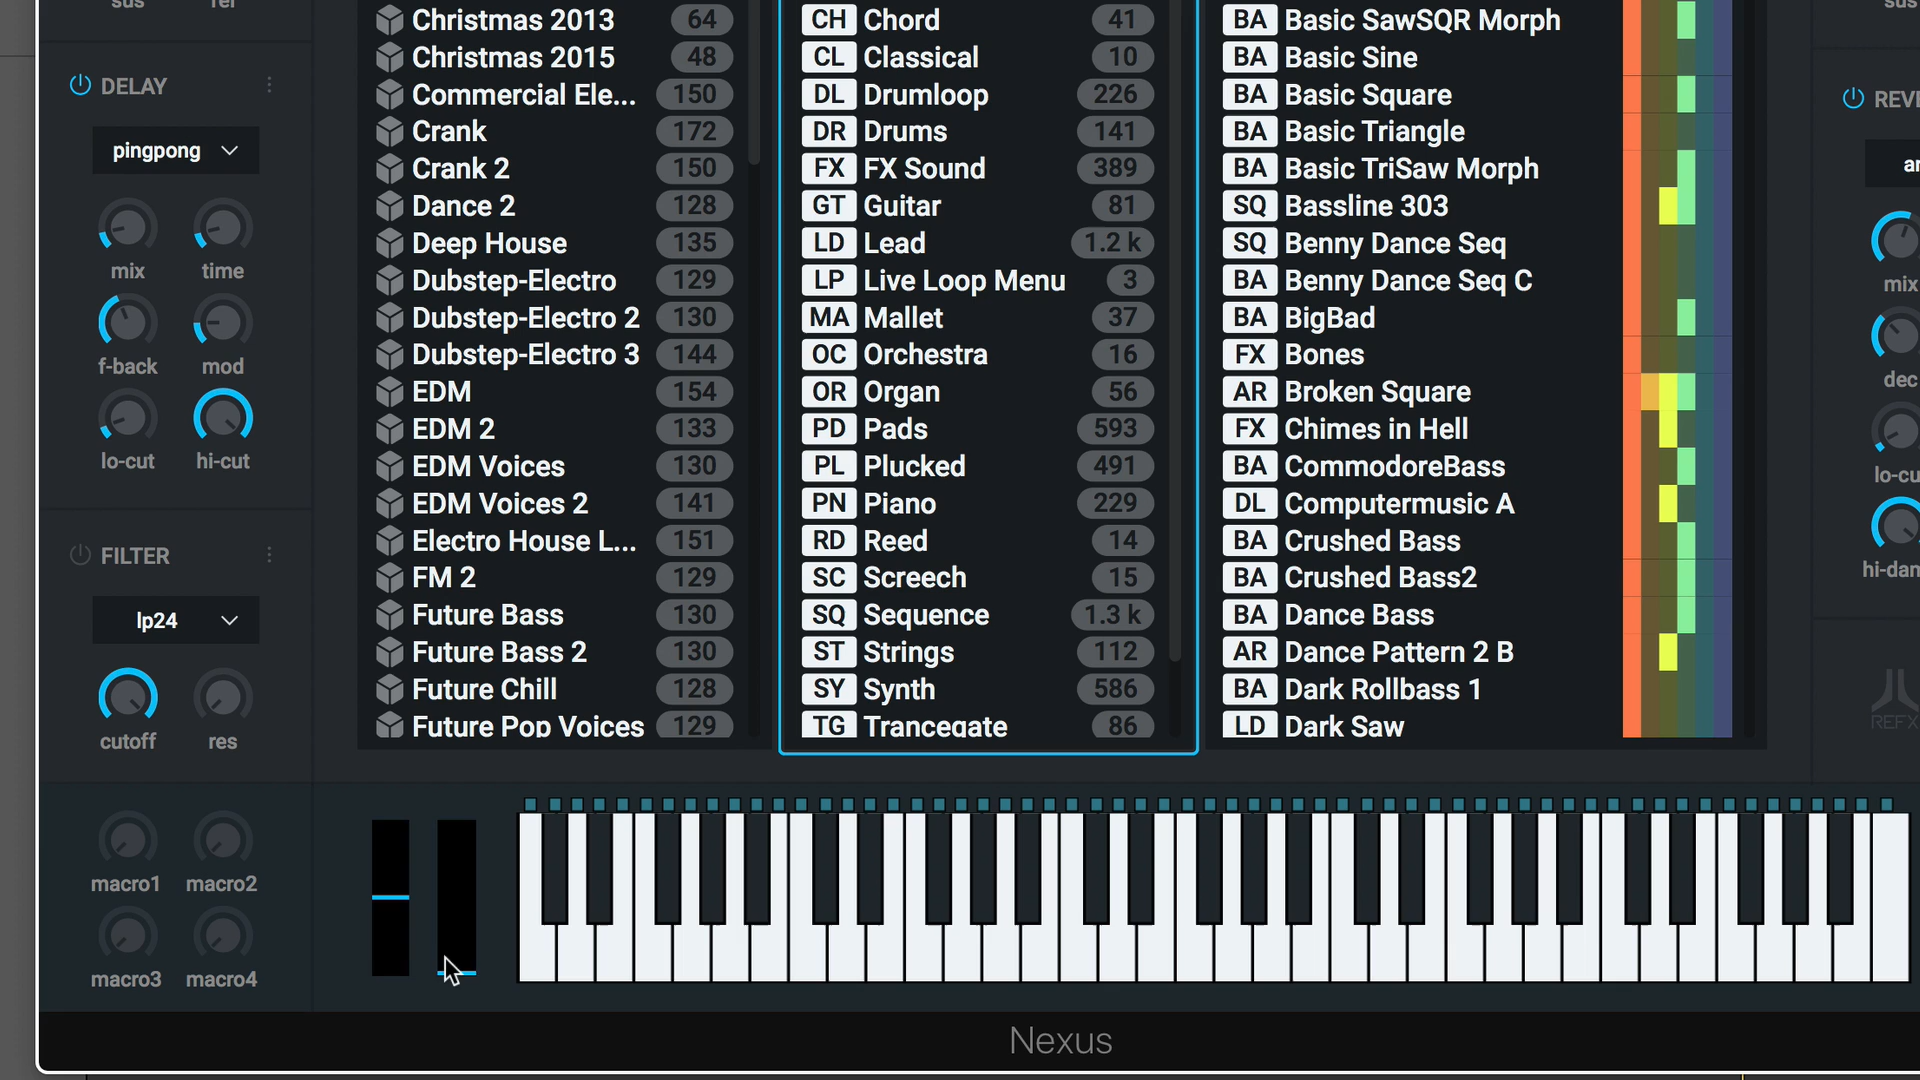 sus
rel
DELAY
pingpong
mix
time
f-back
mod
lo-cut
hi-cut
FILTER
lp24
cutoff
res
macro1
macro2
macro3
macro4
Christmas 2013 64
Christmas 2015 48
Commercial Ele... 150
Crank 172
Crank 2 150
Dance 2 128
Deep House 135
Dubstep-Electro 129
Dubstep-Electro 2 130
Dubstep-Electro 3 144
EDM 154
EDM 2 133
EDM Voices 130
EDM Voices 2 141
Electro House L... 151
FM 2 129
Future Bass 130
Future Bass 2 130
Future Chill 128
Future Pop Voices 129
CH Chord 41
CL Classical 10
DL Drumloop 226
DR Drums 141
FX FX Sound 389
GT Guitar 81
LD Lead 1.2 k
LP Live Loop Menu 3
MA Mallet 37
OC Orchestra 16
OR Organ 56
PD Pads 593
PL Plucked 491
PN Piano 229
RD Reed 14
SC Screech 15
SQ Sequence 1.3 k
ST Strings 112
SY Synth 586
TG Trancegate 86
BA Basic SawSQR Morph
BA Basic Sine
BA Basic Square
BA Basic Triangle
BA Basic TriSaw Morph
SQ Bassline 303
SQ Benny Dance Seq
BA Benny Dance Seq C
BA BigBad
FX Bones
AR Broken Square
FX Chimes in Hell
BA CommodoreBass
DL Computermusic A
BA Crushed Bass
BA Crushed Bass2
BA Dance Bass
AR Dance Pattern 2 B
BA Dark Rollbass 1
LD Dark Saw
sus
REVE
mix
dec
lo-cu
hi-dam
REFX
Nexus